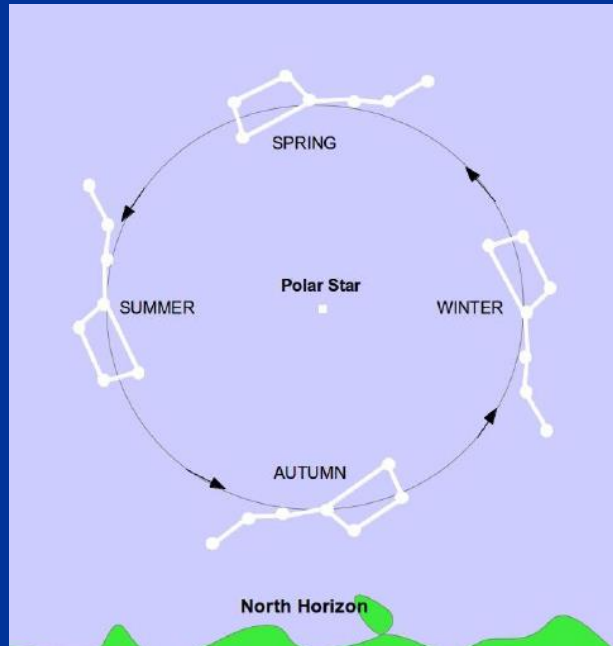 SPRING
Polar Star
SUMMER
WINTER
AUTUMN
North Horizon